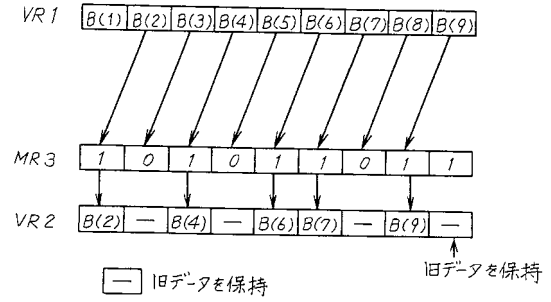 VR1 B(1) B(2) B(3) B(4) B(5) B(6) B(7) B(8) B(9)
MR3 1 0 1 0 1 1 0 1 1
VR2 B(2) — B(4) — B(6) B(7) — B(9) —
旧データを保持
— 旧データを保持